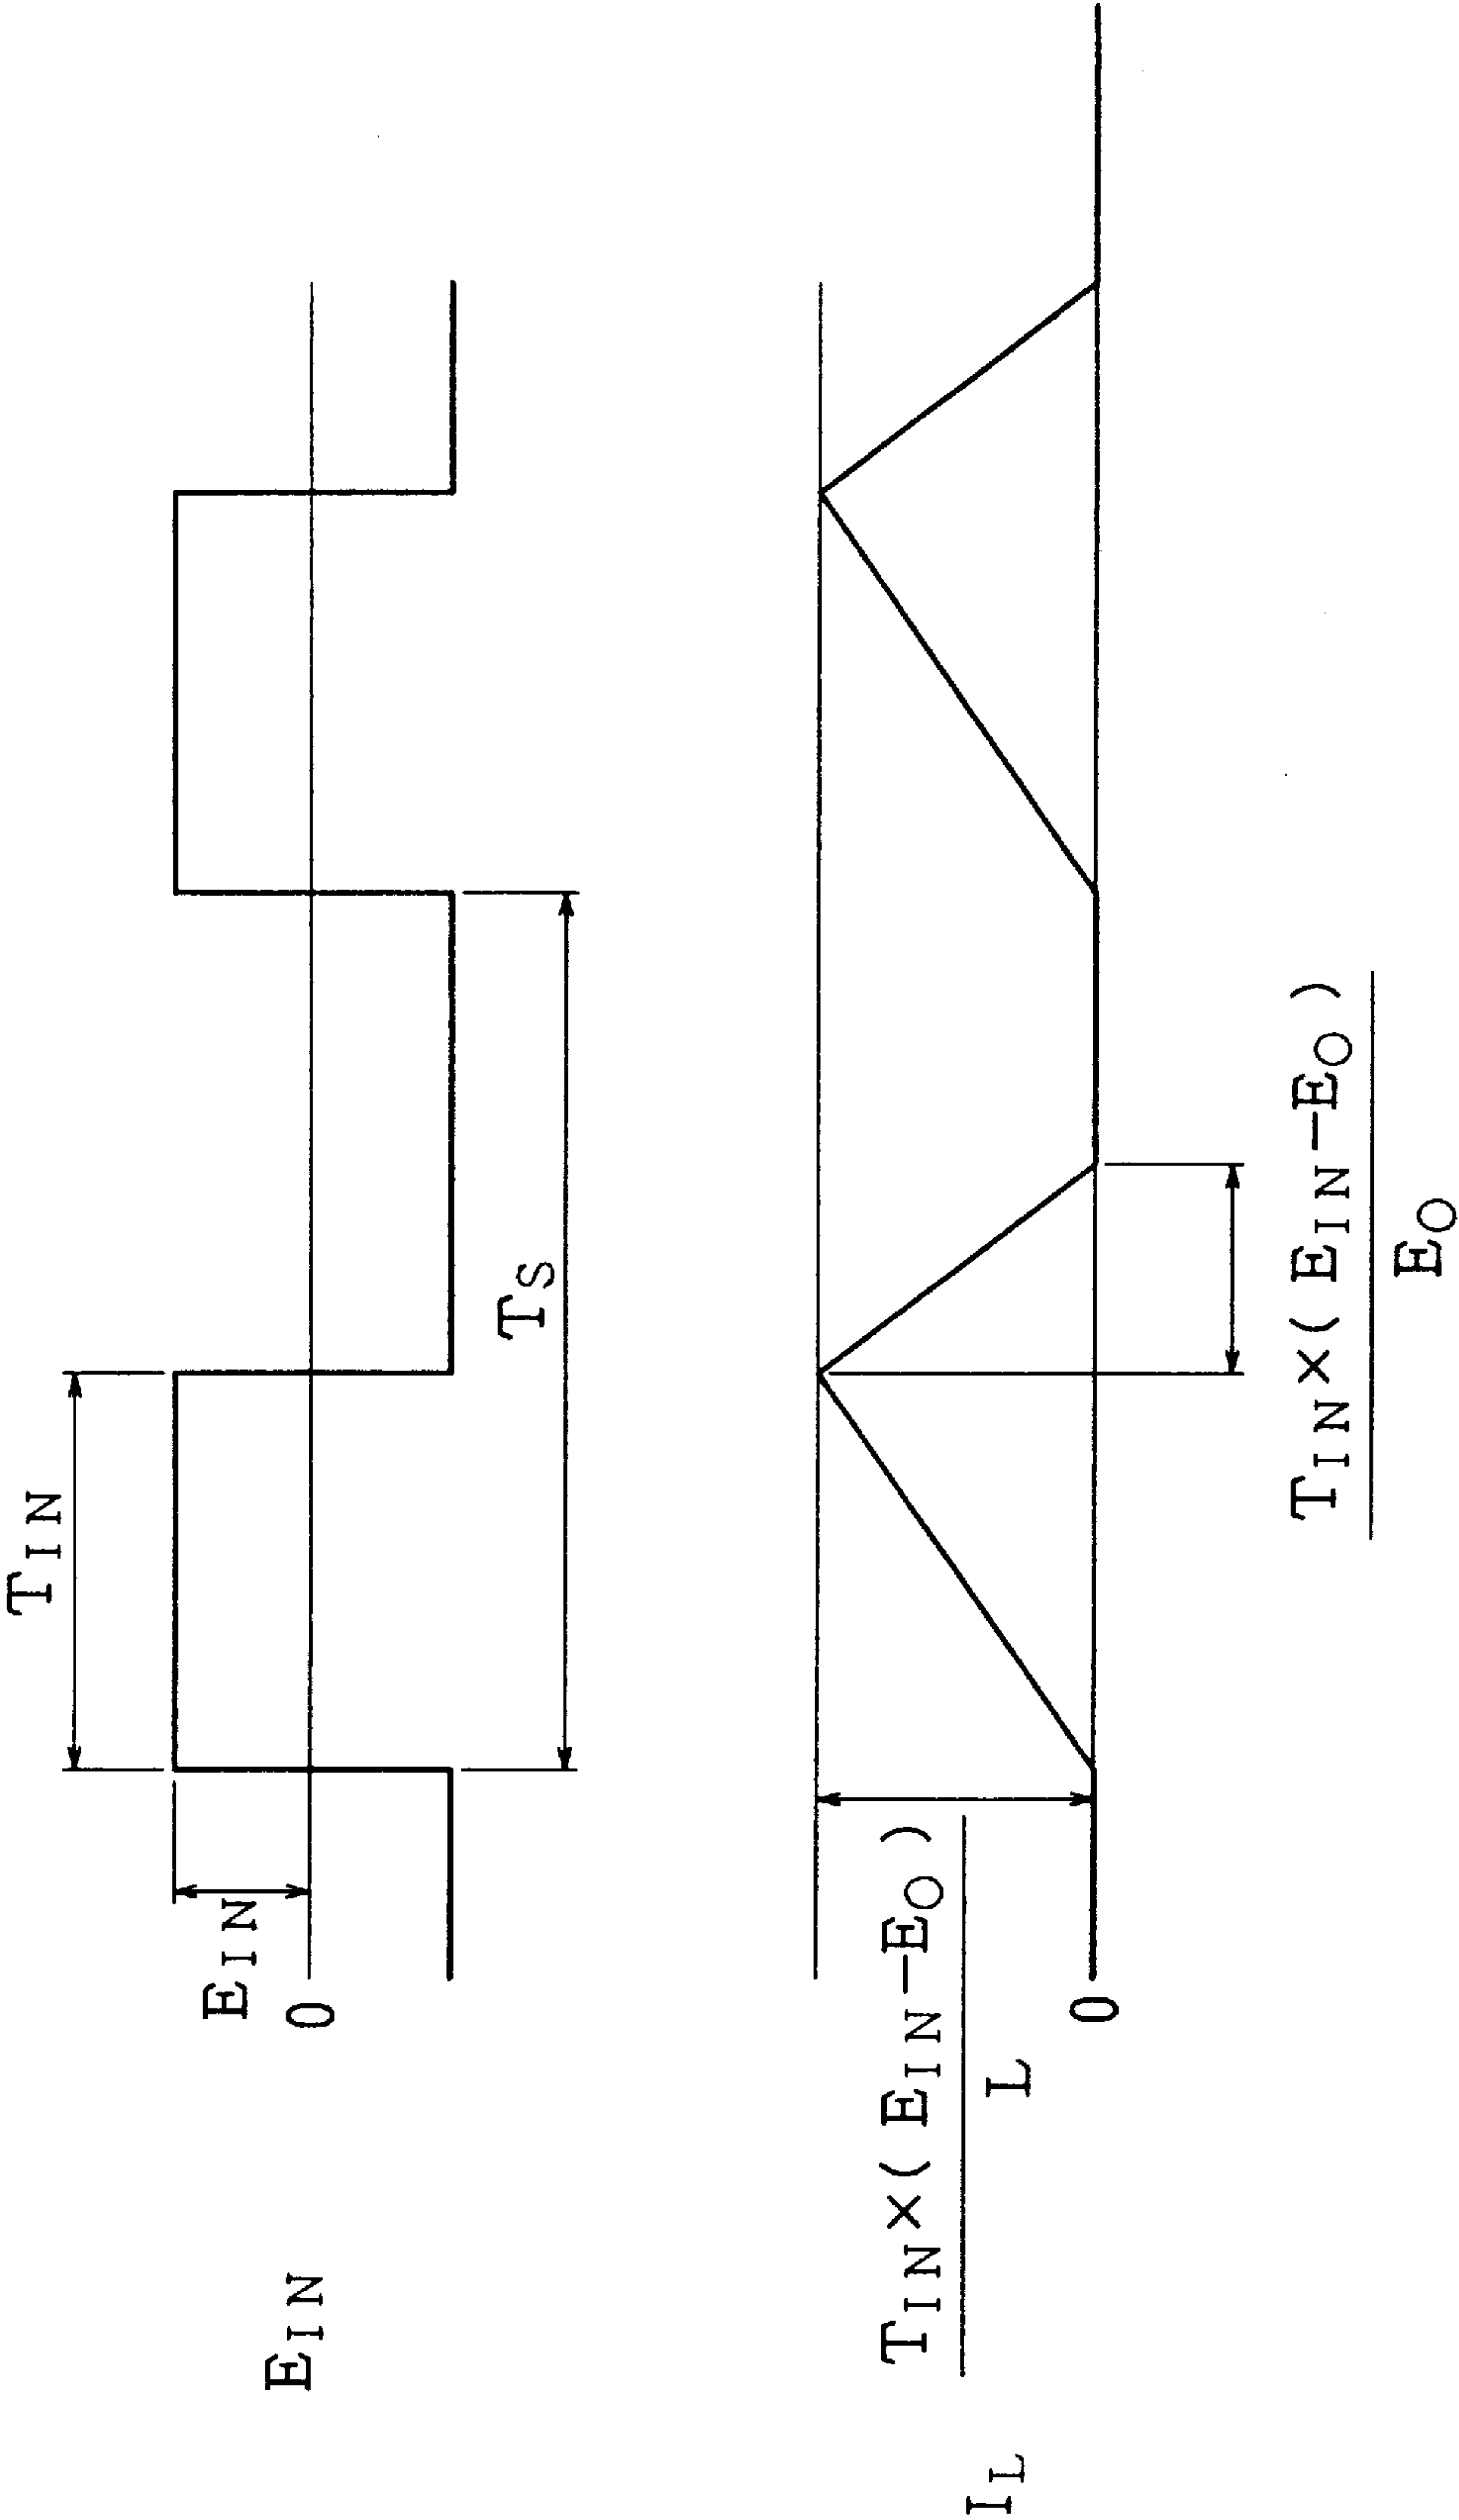 T_IN
E_IN
0
E_IN
T_S
T_IN×(E_IN−E_O)
L
0
I_L
T_IN×(E_IN−E_O)
E_O